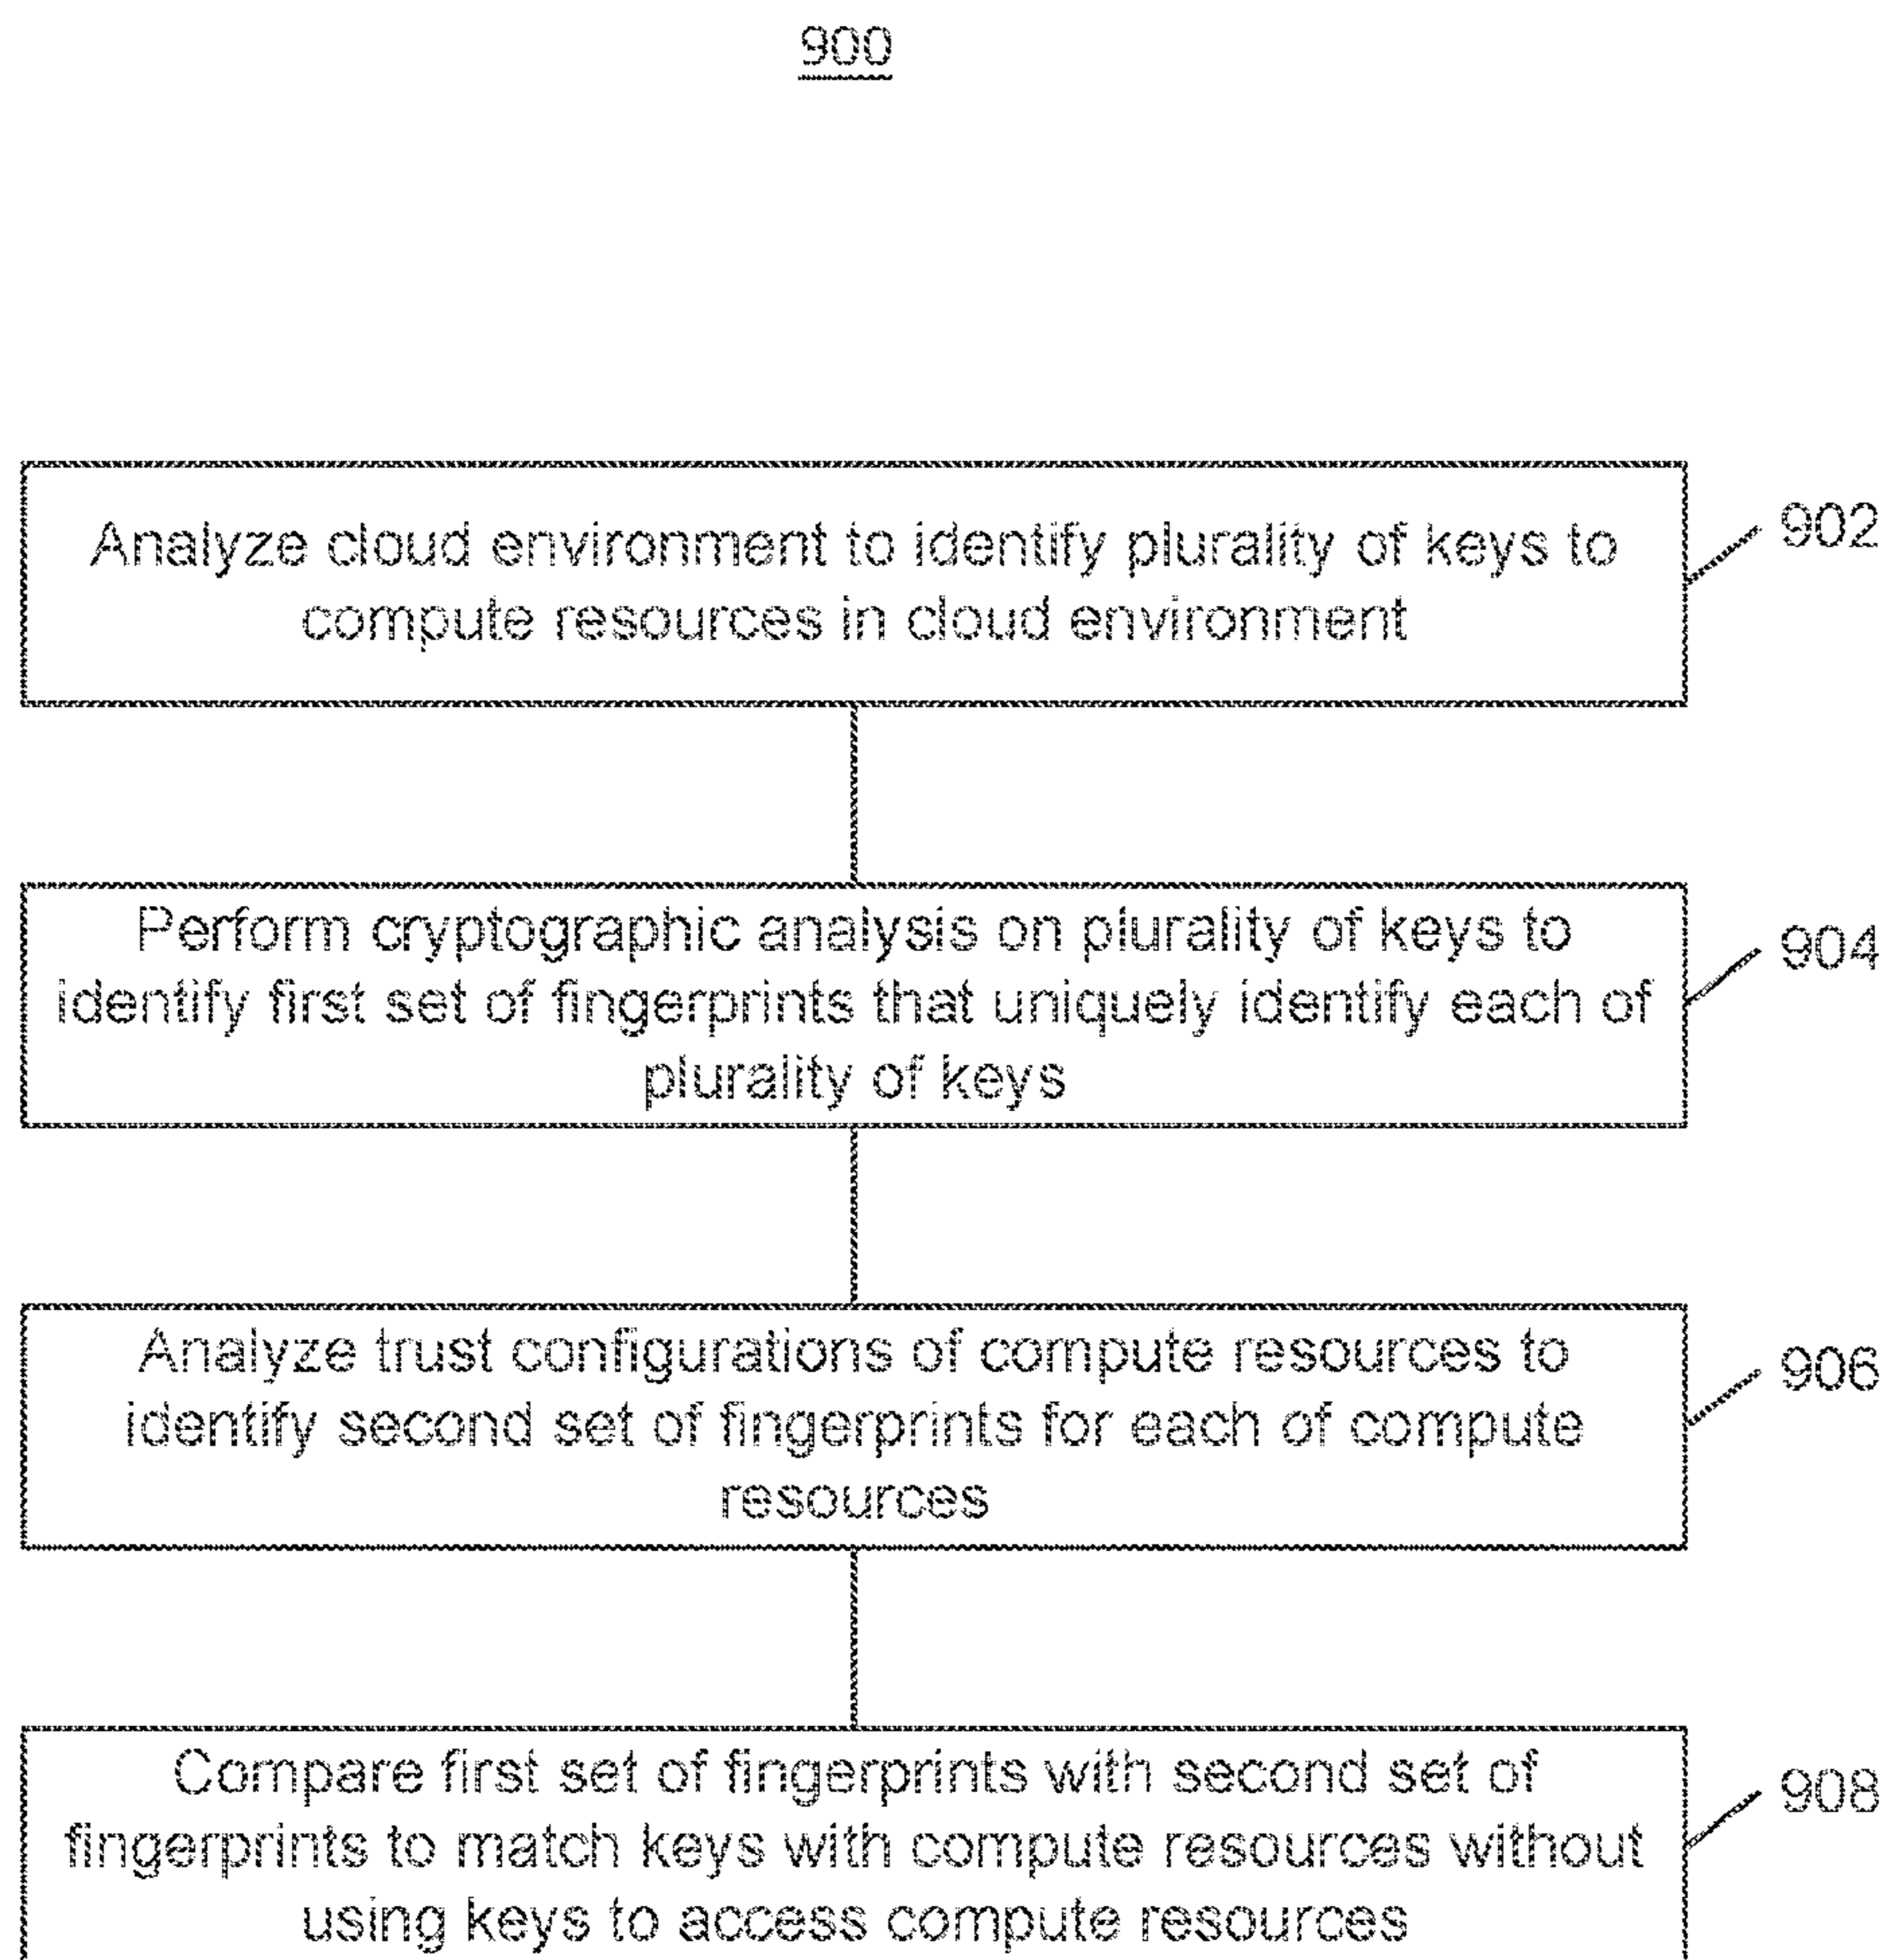 900
Analyze cloud environment to identify plurality of keys to
compute resources in cloud environment
902
Perform cryptographic analysis on plurality of keys to
identify first set of fingerprints that uniquely identify each of
plurality of keys
904
Analyze trust configurations of compute resources to
identify second set of fingerprints for each of compute
resources
906
Compare first set of fingerprints with second set of
fingerprints to match keys with compute resources without
using keys to access compute resources
908